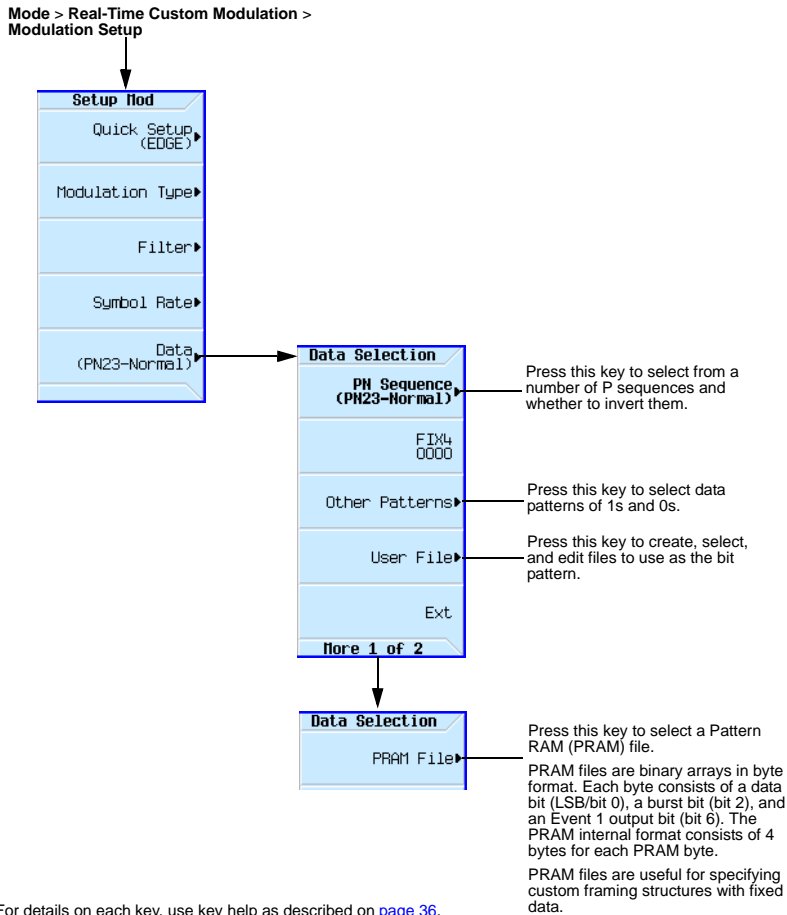 Mode > Real-Time Custom Modulation >
Modulation Setup
Setup Mod
Quick Setup
(EDGE)
Modulation Type
Filter
Symbol Rate
Data
(PN23-Normal)
Data Selection
PN Sequence
(PN23-Normal)
FIX4
0000
Other Patterns
User File
Ext
More 1 of 2
Press this key to select from a
number of P sequences and
whether to invert them.
Press this key to select data
patterns of 1s and 0s.
Press this key to create, select,
and edit files to use as the bit
pattern.
Data Selection
PRAM File
Press this key to select a Pattern
RAM (PRAM) file.
PRAM files are binary arrays in byte
format. Each byte consists of a data
bit (LSB/bit 0), a burst bit (bit 2), and
an Event 1 output bit (bit 6). The
PRAM internal format consists of 4
bytes for each PRAM byte.
PRAM files are useful for specifying
custom framing structures with fixed
data.
For details on each key, use key help as described on page 36.